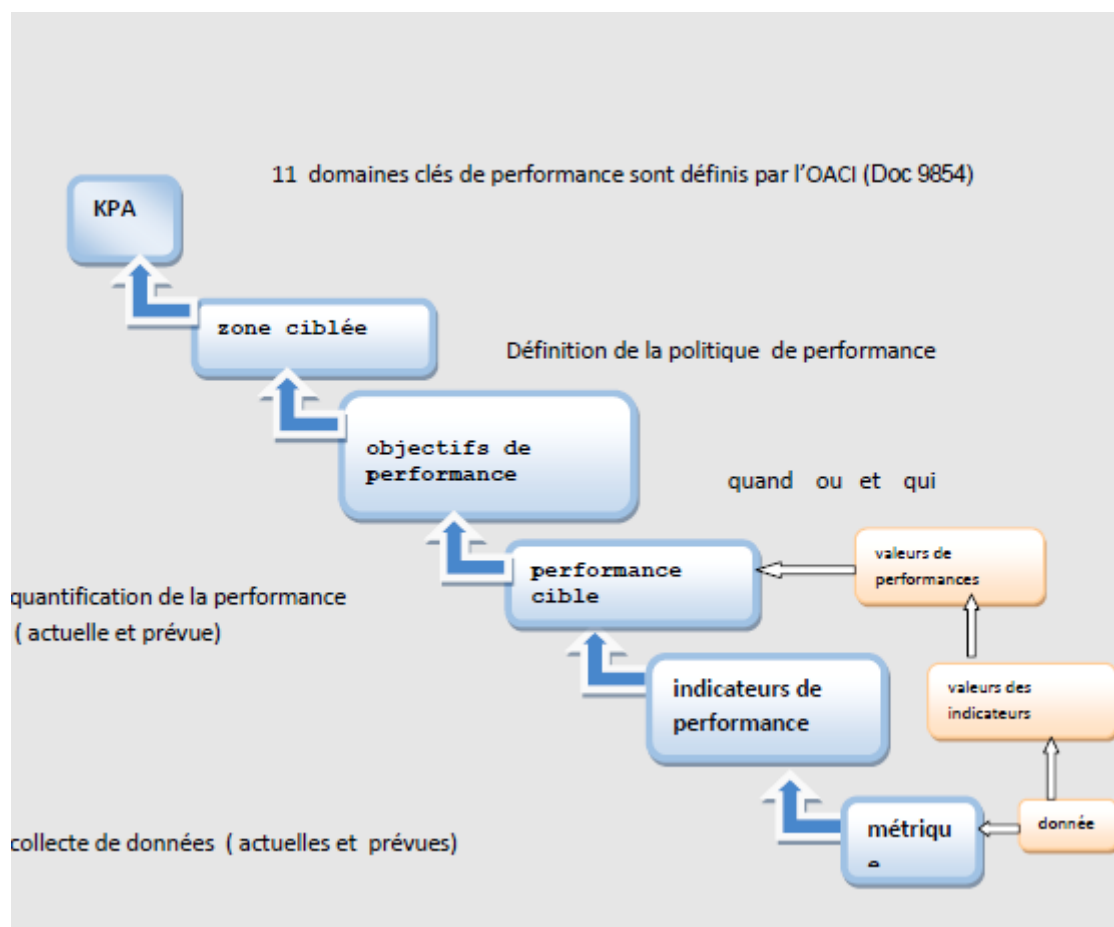 11 domaines clés de performance sont définis par l'OACI (Doc 9854)
KPA
zone ciblée
Définition de la politique de performance
objectifs de
performance
quand ou et qui
valeurs de
performances
performance
cible
quantification de la performance
( actuelle et prévue)
valeurs des
indicateurs
indicateurs de
performance
donnée
métriqu
e
collecte de données ( actuelles et prévues)